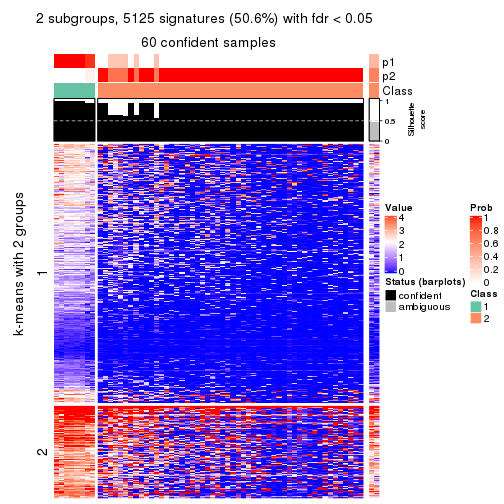 2 subgroups, 5125 signatures (50.6%) with fdr < 0.05
60 confident samples
p1
p2
Class
1
0.5
0
Silhouette
score
k-means with 2 groups
1
2
Value
4
3
2
1
0
Status (barplots)
confident
ambiguous
Prob
1
0.8
0.6
0.4
0.2
0
Class
1
2